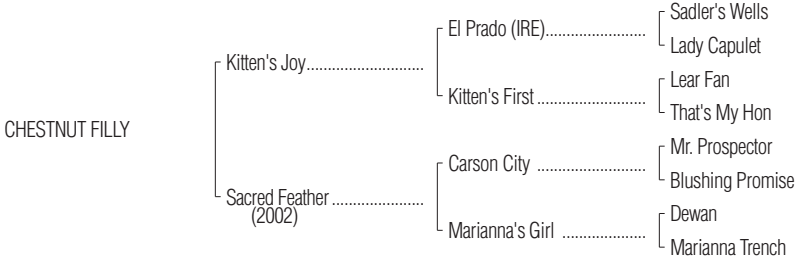 Sadler's Wells
El Prado (IRE)........................
Lady Capulet
Kitten's Joy............................
Lear Fan
Kitten's First ..........................
That's My Hon
CHESTNUT FILLY
Mr. Prospector
Carson City ..........................
Blushing Promise
Sacred Feather ......................
(2002)
Dewan
Marianna's Girl ....................
Marianna Trench